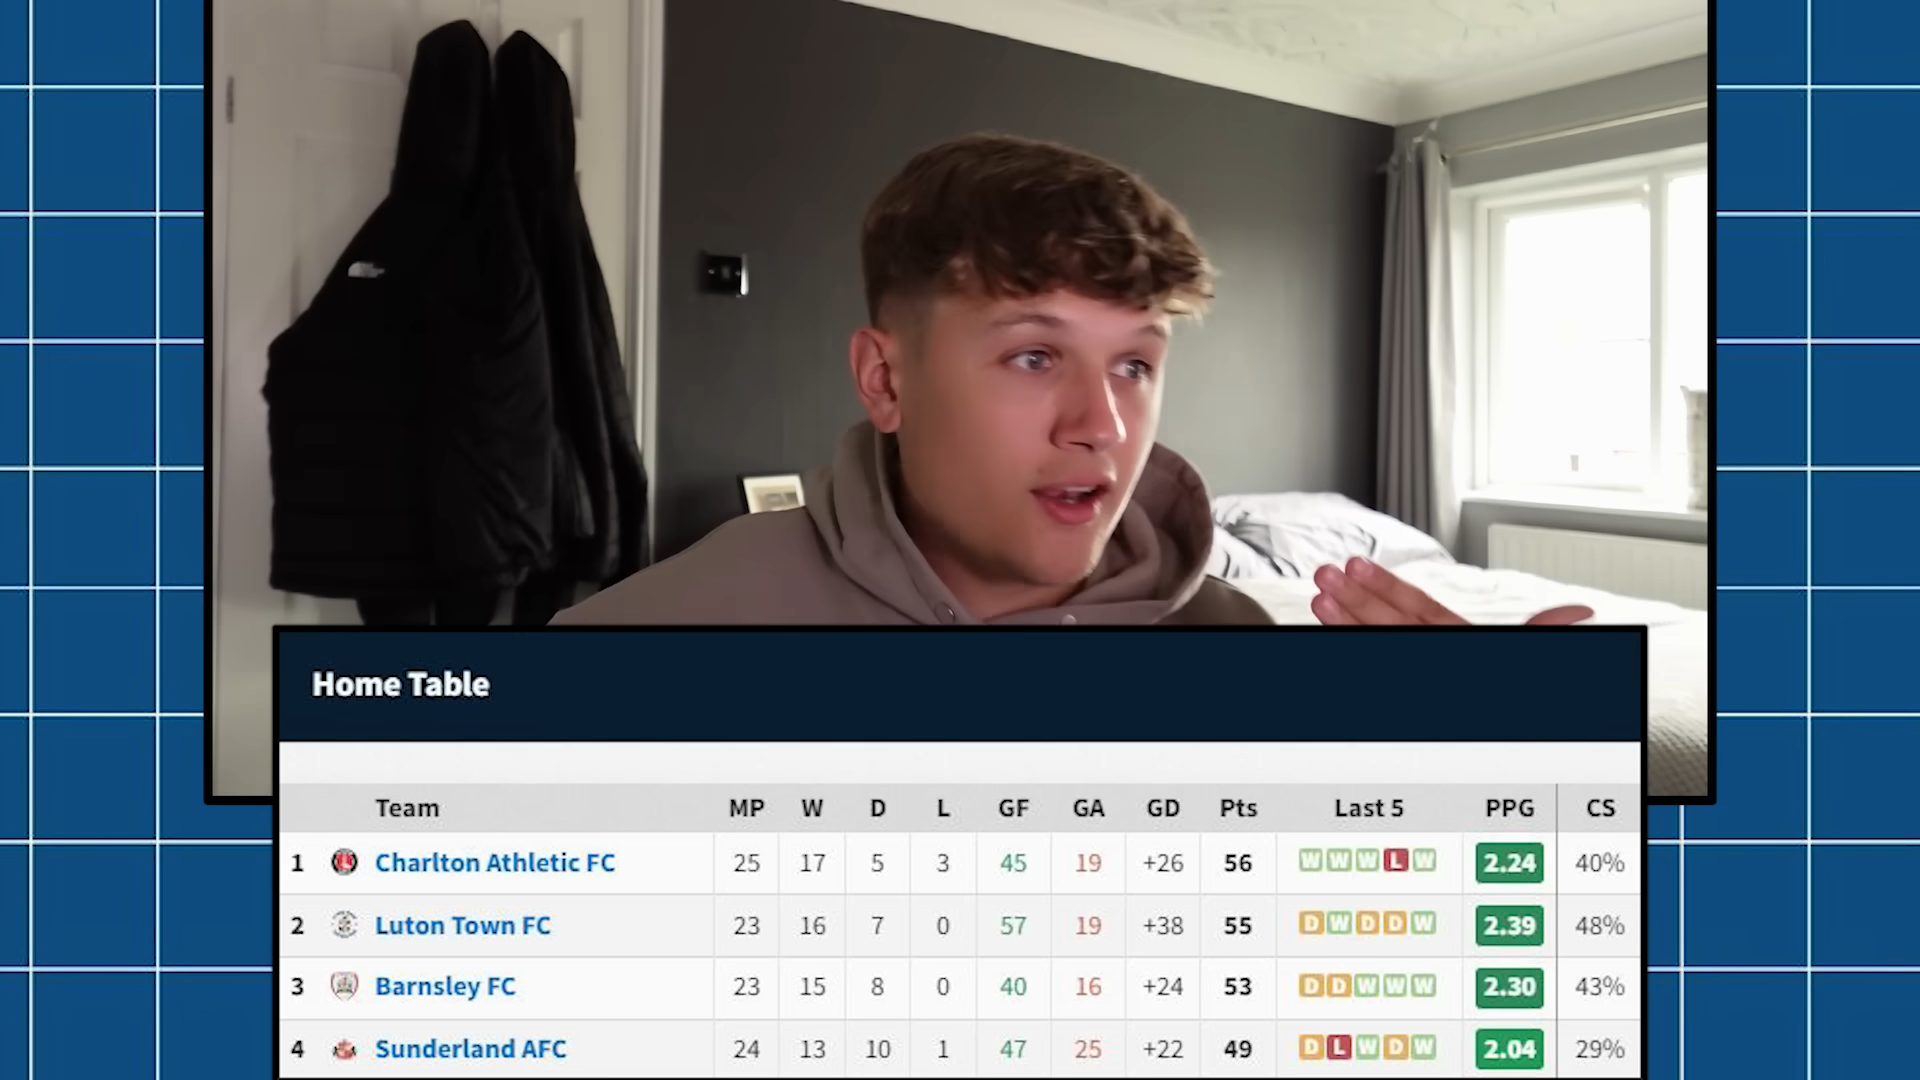 Home Table
Team MP W D L GF GA GD Pts Last 5 PPG CS
1 Charlton Athletic FC 25 17 5 3 45 19 +26 56 W W W L W 2.24 40%
2 Luton Town FC 23 16 7 0 57 19 +38 55 D W D D W 2.39 48%
3 Barnsley FC 23 15 8 0 40 16 +24 53 D D W W W 2.30 43%
4 Sunderland AFC 24 13 10 1 47 25 +22 49 D L W D W 2.04 29%